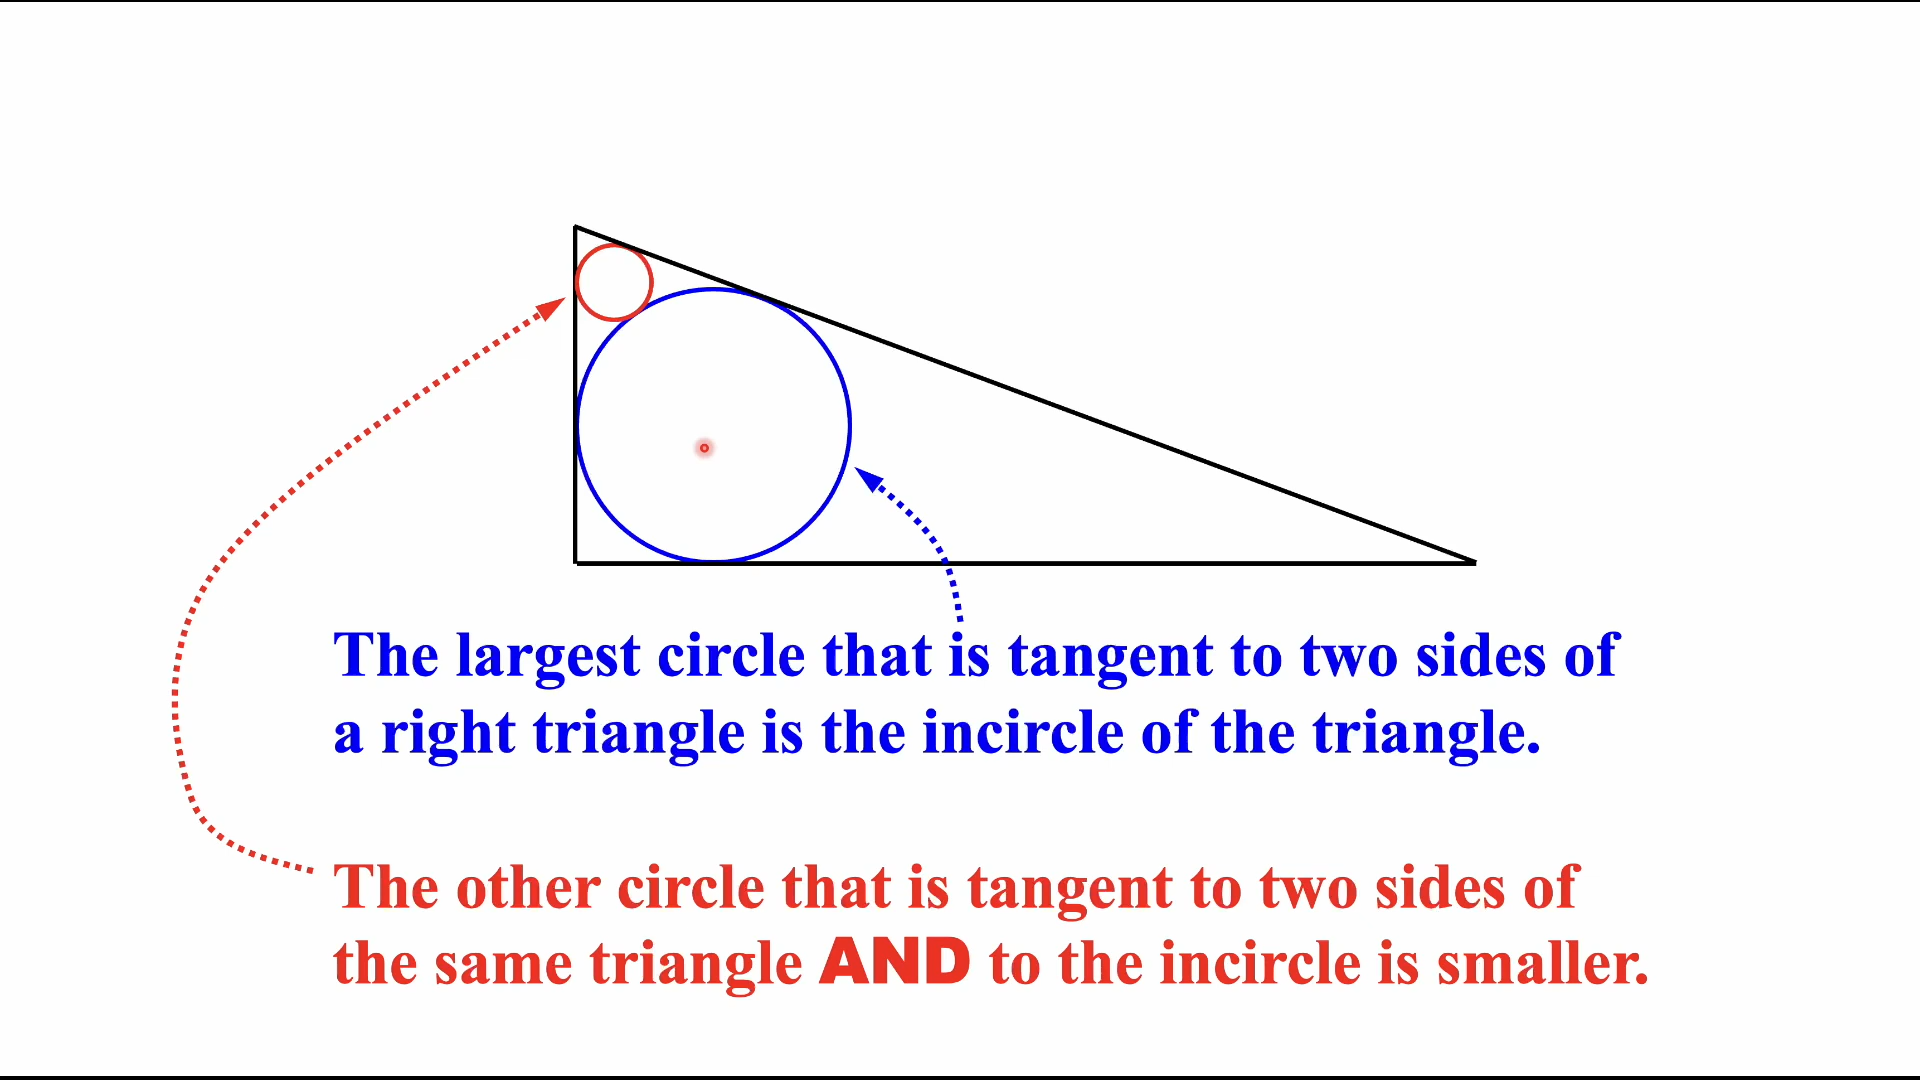 The largest circle that is tangent to two sides of
a right triangle is the incircle of the triangle.
The other circle that is tangent to two sides of
the same triangle AND to the incircle is smaller.